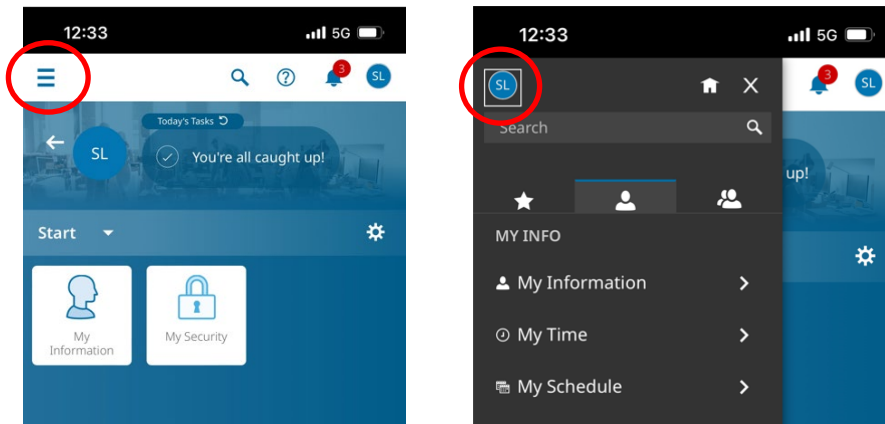 12:33
5G
3
SL
Today's Tasks
SL
You're all caught up!
Start
My
Information
My Security
12:33
5G
SL
3
SL
Search
up!
MY INFO
My Information
My Time
My Schedule